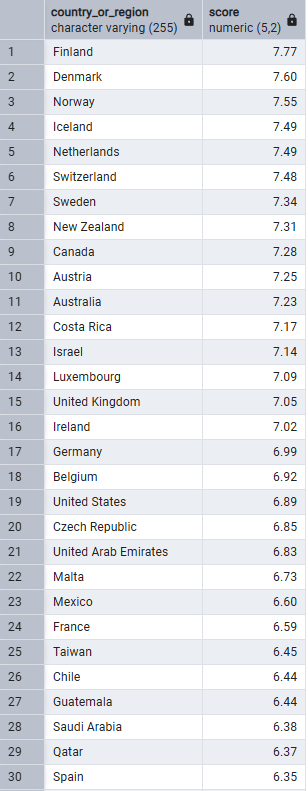 country_or_region score
character varying (255) numeric (5,2)
1 Finland 7.77
2 Denmark 7.60
3 Norway 7.55
4 Iceland 7.49
5 Netherlands 7.49
6 Switzerland 7.48
7 Sweden 7.34
8 New Zealand 7.31
9 Canada 7.28
10 Austria 7.25
11 Australia 7.23
12 Costa Rica 7.17
13 Israel 7.14
14 Luxembourg 7.09
15 United Kingdom 7.05
16 Ireland 7.02
17 Germany 6.99
18 Belgium 6.92
19 United States 6.89
20 Czech Republic 6.85
21 United Arab Emirates 6.83
22 Malta 6.73
23 Mexico 6.60
24 France 6.59
25 Taiwan 6.45
26 Chile 6.44
27 Guatemala 6.44
28 Saudi Arabia 6.38
29 Qatar 6.37
30 Spain 6.35